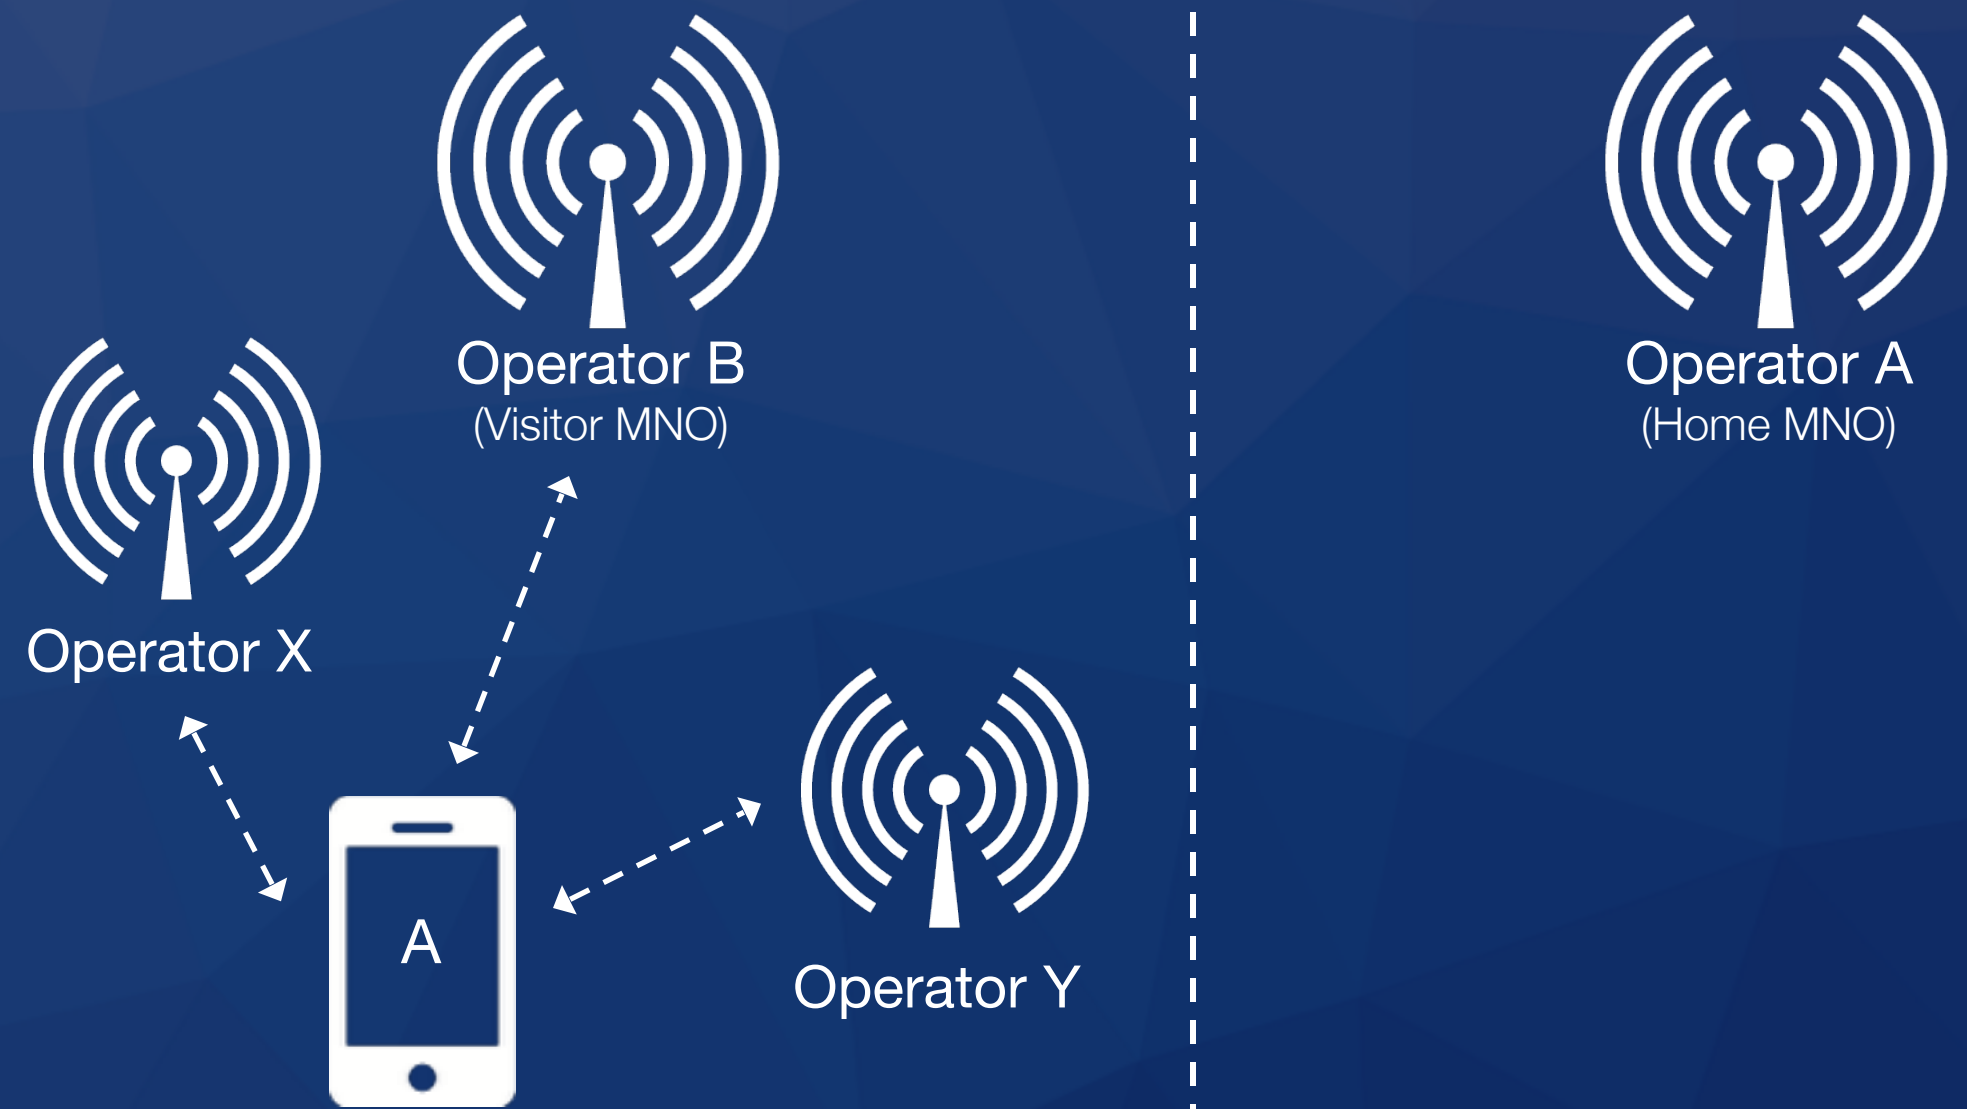 Operator B
(Visitor MNO)
Operator A
(Home MNO)
Operator X
Operator Y
A